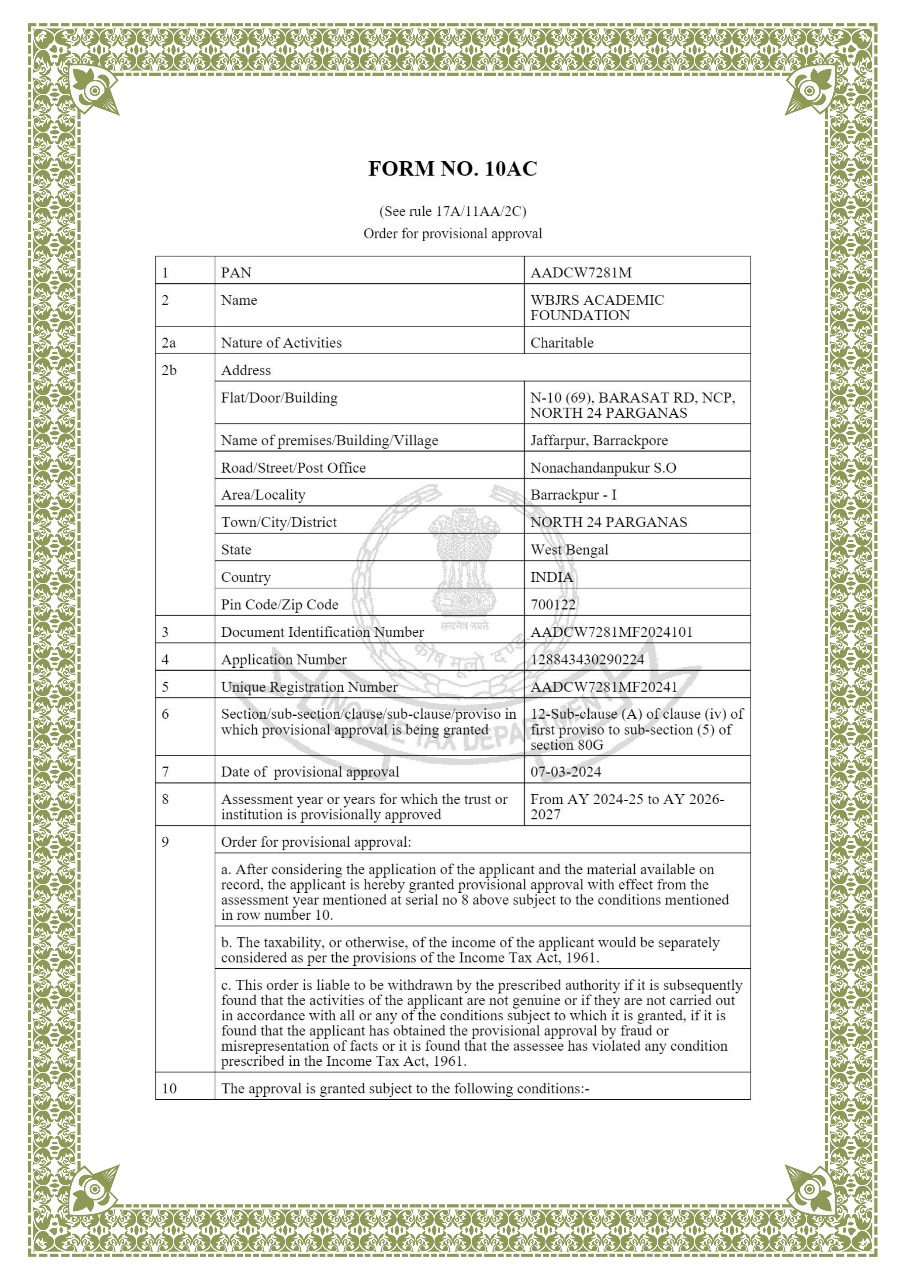 FORM NO. 10AC
(See rule 17A/11AA/2C)
Order for provisional approval
1 PAN AADCW7281M
2 Name WBJRS ACADEMIC
FOUNDATION
2a Nature of Activities Charitable
2b Address
Flat/Door/Building N-10 (69), BARASAT RD, NCP,
NORTH 24 PARGANAS
Name of premises/Building/Village Jaffarpur, Barrackpore
Road/Street/Post Office Nonachandanpukur S.O
Area/Locality Barrackpur - I
Town/City/District NORTH 24 PARGANAS
State West Bengal
Country INDIA
Pin Code/Zip Code 700122
सत्यमेव जयते
3 Document Identification Number AADCW7281MF2024101
4 Application Number 128843430290224
कोष मूलो दण्ड
5 Unique Registration Number AADCW7281MF20241
6 Section/sub-section/clause/sub-clause/proviso in 12-Sub-clause (A) of clause (iv) of
which provisional approval is being granted first proviso to sub-section (5) of
section 80G
INCOME TAX DEPARTMENT
7 Date of  provisional approval 07-03-2024
8 Assessment year or years for which the trust or From AY 2024-25 to AY 2026-
institution is provisionally approved 2027
9 Order for provisional approval:
a. After considering the application of the applicant and the material available on
record, the applicant is hereby granted provisional approval with effect from the
assessment year mentioned at serial no 8 above subject to the conditions mentioned
in row number 10.
b. The taxability, or otherwise, of the income of the applicant would be separately
considered as per the provisions of the Income Tax Act, 1961.
c. This order is liable to be withdrawn by the prescribed authority if it is subsequently
found that the activities of the applicant are not genuine or if they are not carried out
in accordance with all or any of the conditions subject to which it is granted, if it is
found that the applicant has obtained the provisional approval by fraud or
misrepresentation of facts or it is found that the assessee has violated any condition
prescribed in the Income Tax Act, 1961.
10 The approval is granted subject to the following conditions:-